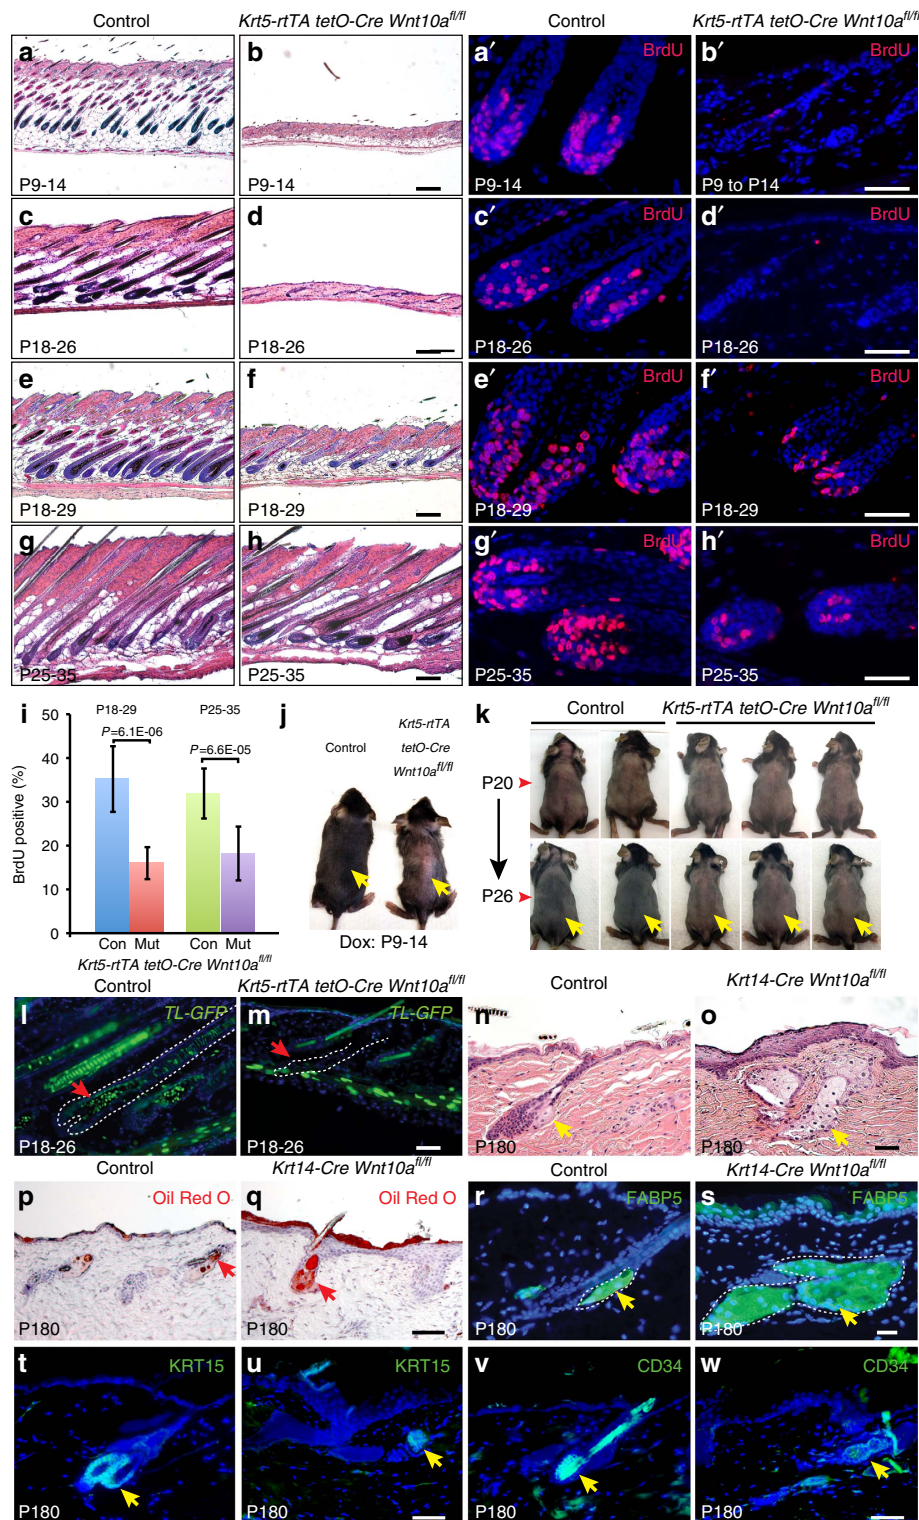 Control Krt5-rtTA tetO-Cre Wnt10a^fl/fl Control Krt5-rtTA tetO-Cre Wnt10a^fl/fl
a b a′ BrdU b′ BrdU
P9-14 P9-14 P9-14 P9 to P14
c d c′ BrdU d′ BrdU
P18-26 P18-26 P18-26 P18-26
e f e′ BrdU f′ BrdU
P18-29 P18-29 P18-29 P18-29
g h g′ BrdU h′ BrdU
P25-35 P25-35 P25-35 P25-35
i
P18-29 P25-35
P=6.1E-06
P=6.6E-05
BrdU positive (%)
50
40
30
20
10
0
Con Mut Con Mut
Krt5-rtTA tetO-Cre Wnt10a^fl/fl
j
Control
Krt5-rtTA
tetO-Cre
Wnt10a^fl/fl
Dox: P9-14
k
Control Krt5-rtTA tetO-Cre Wnt10a^fl/fl
P20
P26
Control Krt5-rtTA tetO-Cre Wnt10a^fl/fl Control Krt14-Cre Wnt10a^fl/fl
l TL-GFP m TL-GFP n o
P18-26 P18-26 P180 P180
Control Krt14-Cre Wnt10a^fl/fl Control Krt14-Cre Wnt10a^fl/fl
p Oil Red O q Oil Red O r FABP5 s FABP5
P180 P180 P180 P180
t KRT15 u KRT15 v CD34 w CD34
P180 P180 P180 P180